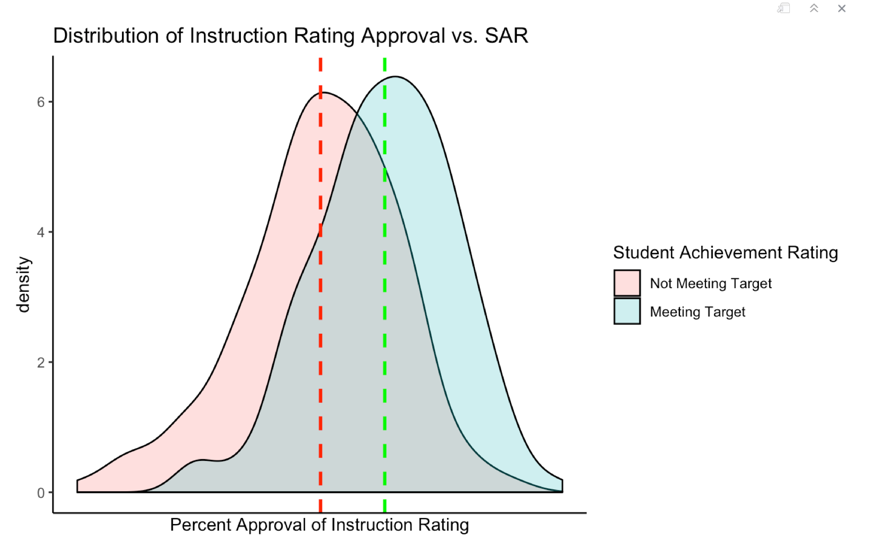 Distribution of Instruction Rating Approval vs. SAR
6
4
2
0
density
Percent Approval of Instruction Rating
Student Achievement Rating
Not Meeting Target
Meeting Target